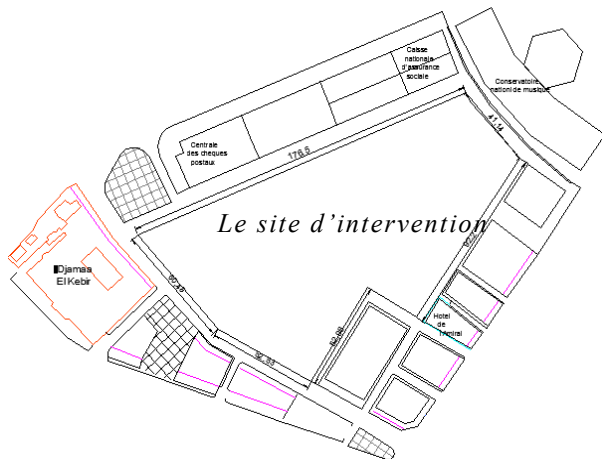 Caisse
nationale
d'assurance
sociale
Conservatoire
nationl de musique
Centrale
des cheques
postaux
176,5
41,14
Le site d'intervention
Djamaa
El Kebir
Hotel
de
l'Amiral